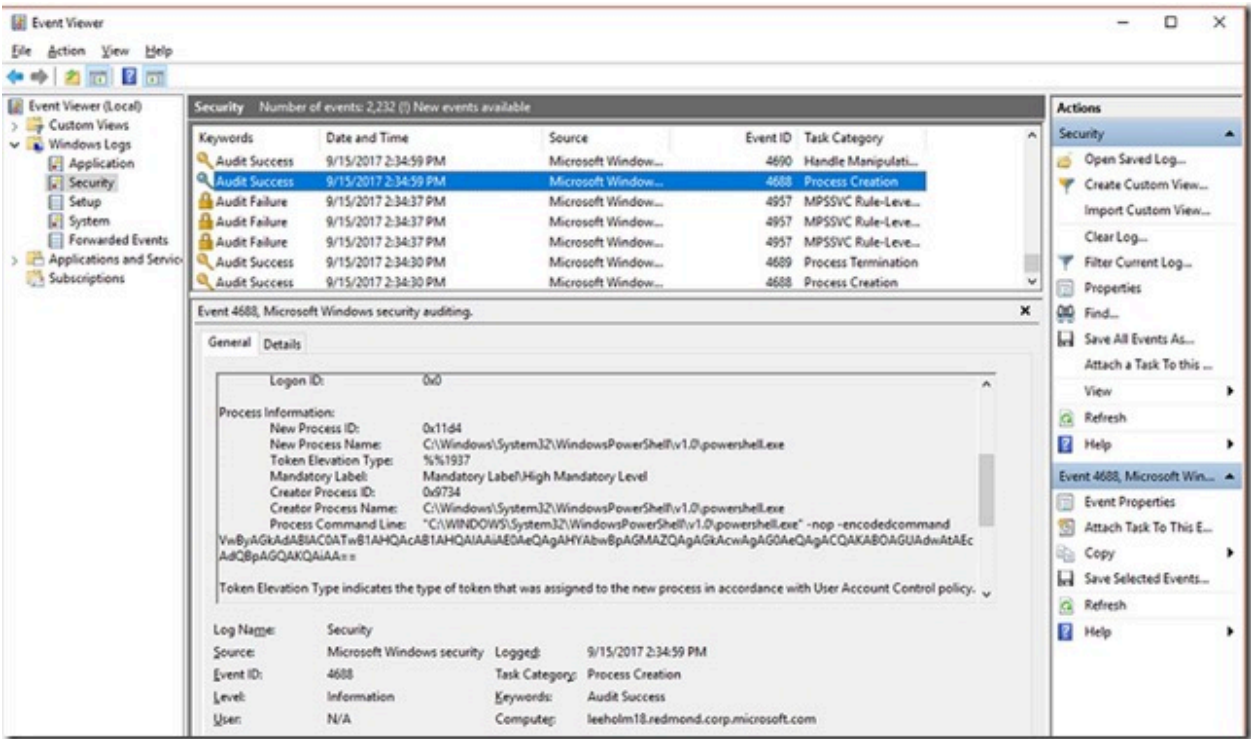 Event Viewer
File Action View Help
Event Viewer (Local)
Custom Views
Windows Logs
Application
Security
Setup
System
Forwarded Events
Applications and Servic
Subscriptions
Security Number of events: 2,232 (!) New events available
Keywords Date and Time Source Event ID Task Category
Audit Success 9/15/2017 2:34:59 PM Microsoft Window... 4690 Handle Manipulati...
Audit Success 9/15/2017 2:34:59 PM Microsoft Window... 4688 Process Creation
Audit Failure 9/15/2017 2:34:37 PM Microsoft Window... 4957 MPSSVC Rule-Leve...
Audit Failure 9/15/2017 2:34:37 PM Microsoft Window... 4957 MPSSVC Rule-Leve...
Audit Failure 9/15/2017 2:34:37 PM Microsoft Window... 4957 MPSSVC Rule-Leve...
Audit Success 9/15/2017 2:34:30 PM Microsoft Window... 4689 Process Termination
Audit Success 9/15/2017 2:34:30 PM Microsoft Window... 4688 Process Creation
Event 4688, Microsoft Windows security auditing.
General Details
Logon ID: 0x0
Process Information:
New Process ID: 0x11d4
New Process Name: C:\Windows\System32\WindowsPowerShell\v1.0\powershell.exe
Token Elevation Type: %%1937
Mandatory Label: Mandatory Label\High Mandatory Level
Creator Process ID: 0x9734
Creator Process Name: C:\Windows\System32\WindowsPowerShell\v1.0\powershell.exe
Process Command Line: "C:\WINDOWS\System32\WindowsPowerShell\v1.0\powershell.exe" -nop -encodedcommand
VwByAGkAdABlAC0ATwB1AHQAcAB1AHQAIAAiAE0AeQAgAHYAbwBpAGMAZQAgAGkAcwAgAG0AeQAgACQAKABOAGUAdwAtAEc
AdQBpAGQAKQAiAA==
Token Elevation Type indicates the type of token that was assigned to the new process in accordance with User Account Control policy.
Log Name: Security
Source: Microsoft Windows security Logged: 9/15/2017 2:34:59 PM
Event ID: 4688 Task Category: Process Creation
Level: Information Keywords: Audit Success
User: N/A Computer: leeholm18.redmond.corp.microsoft.com
Actions
Security
Open Saved Log...
Create Custom View...
Import Custom View...
Clear Log...
Filter Current Log...
Properties
Find...
Save All Events As...
Attach a Task To this ...
View
Refresh
Help
Event 4688, Microsoft Win...
Event Properties
Attach Task To This E...
Copy
Save Selected Events...
Refresh
Help